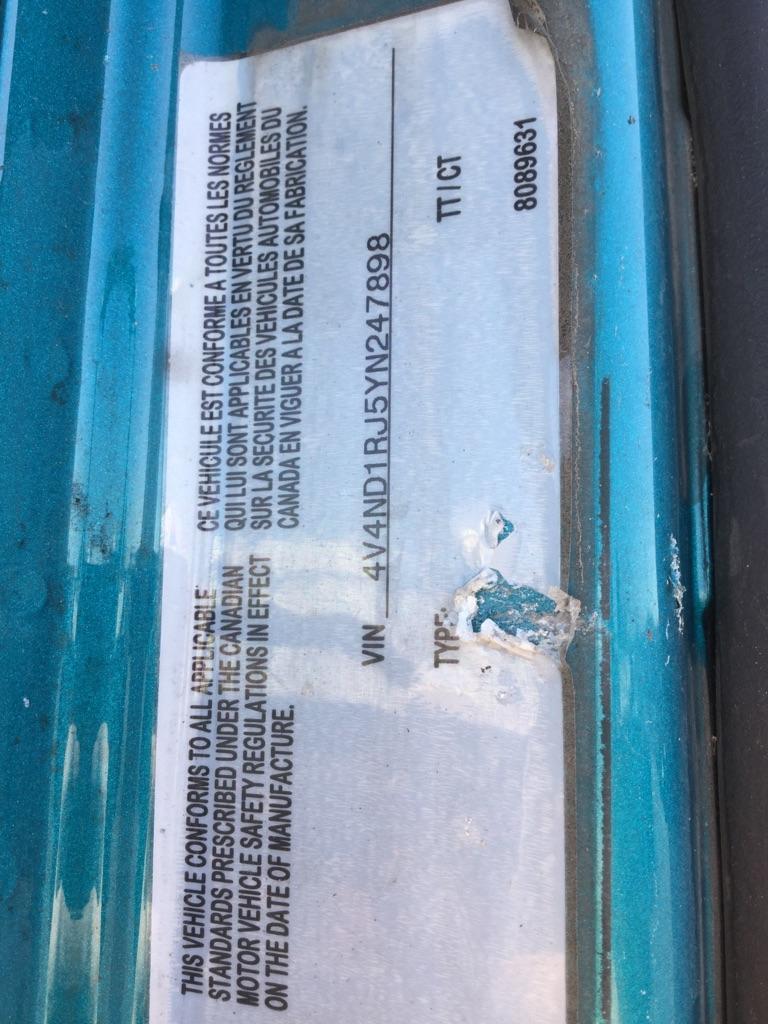 THIS VEHICLE CONFORMS TO ALL APPLICABLE
STANDARDS PRESCRIBED UNDER THE CANADIAN
MOTOR VEHICLE SAFETY REGULATIONS IN EFFECT
ON THE DATE OF MANUFACTURE.
CE VEHICULE EST CONFORME A TOUTES LES NORMES
QUI LUI SONT APPLICABLES EN VERTU DU REGLEMENT
SUR LA SECURITE DES VEHICULES AUTOMOBILES DU
CANADA EN VIGUER A LA DATE DE SA FABRICATION.
VIN 4V4ND1RJ5YN247898
TYPE: TT / CT
8089631